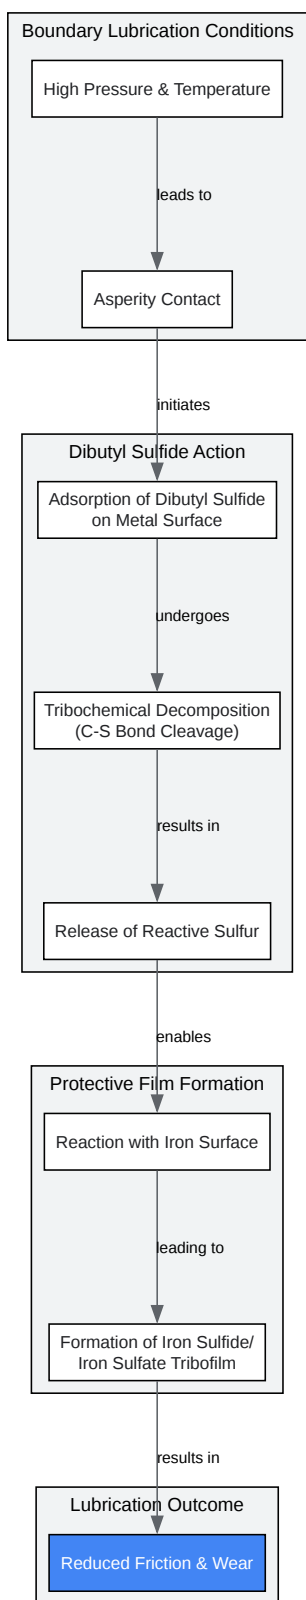 Boundary Lubrication Conditions
High Pressure & Temperature
leads to
Asperity Contact
initiates
Dibutyl Sulfide Action
Adsorption of Dibutyl Sulfide
on Metal Surface
undergoes
Tribochemical Decomposition
(C-S Bond Cleavage)
results in
Release of Reactive Sulfur
enables
Protective Film Formation
Reaction with Iron Surface
leading to
Formation of Iron Sulfide/
Iron Sulfate Tribofilm
results in
Lubrication Outcome
Reduced Friction & Wear